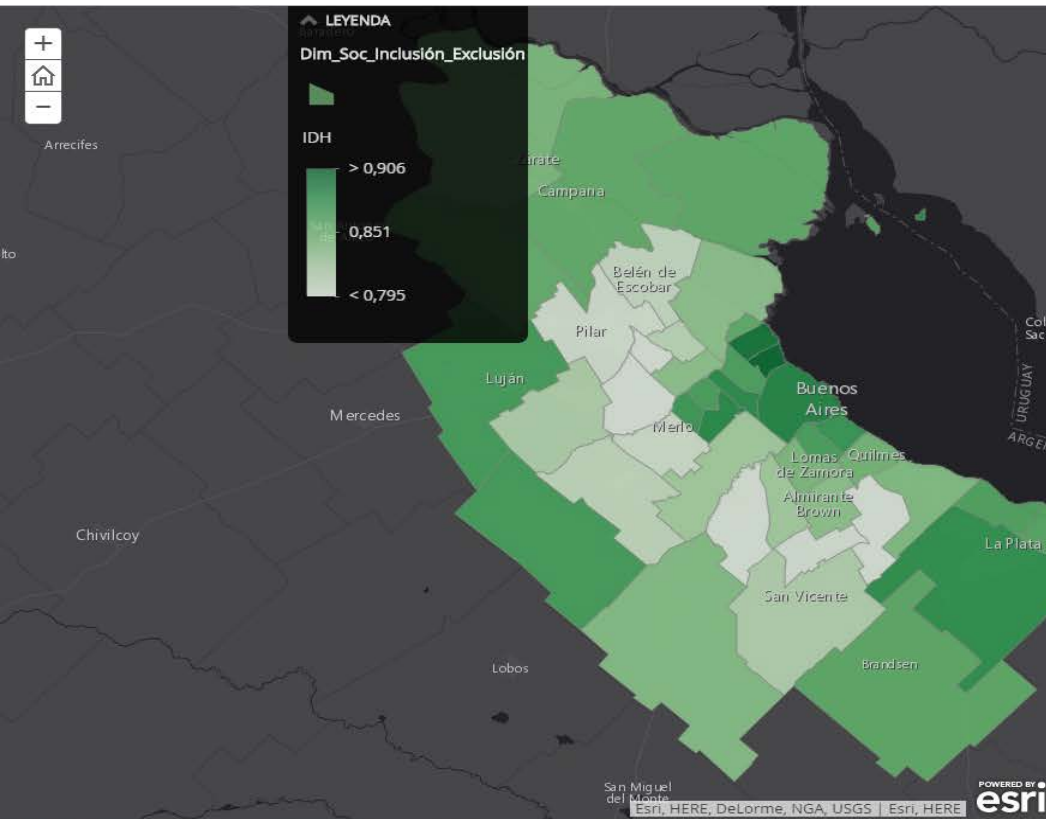 LEYENDA
Dim_Soc_Inclusión_Exclusión
IDH
> 0,906
0,851
< 0,795
+
−
Arrecifes
Campana
Belén de
Escobar
Pilar
Luján
Mercedes
Merlo
Buenos
Aires
Lomas
de Zamora
Quilmes
Almirante
Brown
Chivilcoy
La Plata
San Vicente
Lobos
Brandsen
San Miguel
del Monte
URUGUAY
Esri, HERE, DeLorme, NGA, USGS | Esri, HERE
POWERED BY
esri